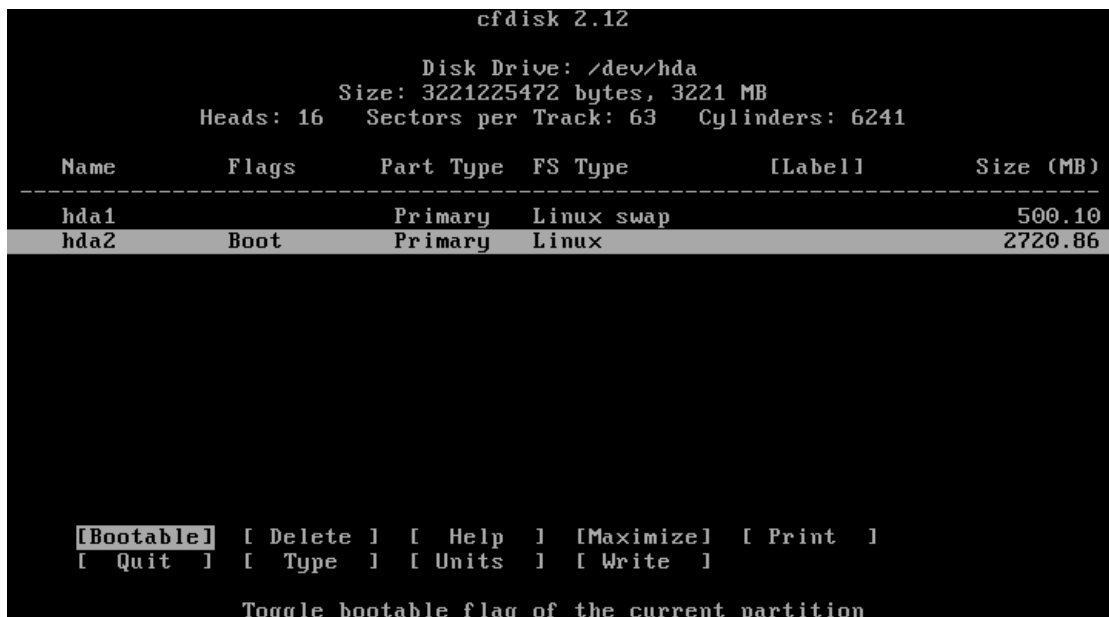 cfdisk 2.12
Disk Drive: /dev/hda
Size: 3221225472 bytes, 3221 MB
Heads: 16   Sectors per Track: 63   Cylinders: 6241
Name   Flags   Part Type   FS Type   [Label]   Size (MB)
hda1   Primary   Linux swap   500.10
hda2   Boot   Primary   Linux   2720.86
[Bootable]   [ Delete ]   [  Help  ]   [Maximize]   [ Print  ]
[  Quit  ]   [  Type  ]   [ Units  ]   [ Write  ]
Toggle bootable flag of the current partition